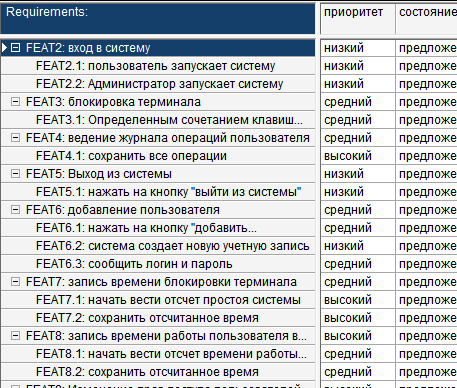 Requirements: приоритет состояние
FEAT2: вход в систему низкий предложе
FEAT2.1: пользователь запускает систему низкий предложе
FEAT2.2: Администратор запускает систему низкий предложе
FEAT3: блокировка терминала средний предложе
FEAT3.1: Определенным сочетанием клавиш... средний предложе
FEAT4: ведение журнала операций пользователя средний предложе
FEAT4.1: сохранить все операции высокий предложе
FEAT5: Выход из системы низкий предложе
FEAT5.1: нажать на кнопку "выйти из системы" низкий предложе
FEAT6: добавление пользователя средний предложе
FEAT6.1: нажать на кнопку "добавить... средний предложе
FEAT6.2: система создает новую учетную запись низкий предложе
FEAT6.3: сообщить логин и пароль средний предложе
FEAT7: запись времени блокировки терминала средний предложе
FEAT7.1: начать вести отсчет простоя системы высокий предложе
FEAT7.2: сохранить отсчитанное время высокий предложе
FEAT8: запись времени работы пользователя в... высокий предложе
FEAT8.1: начать вести отсчет времени работы... высокий предложе
FEAT8.2: сохранить отсчитанное время средний предложе